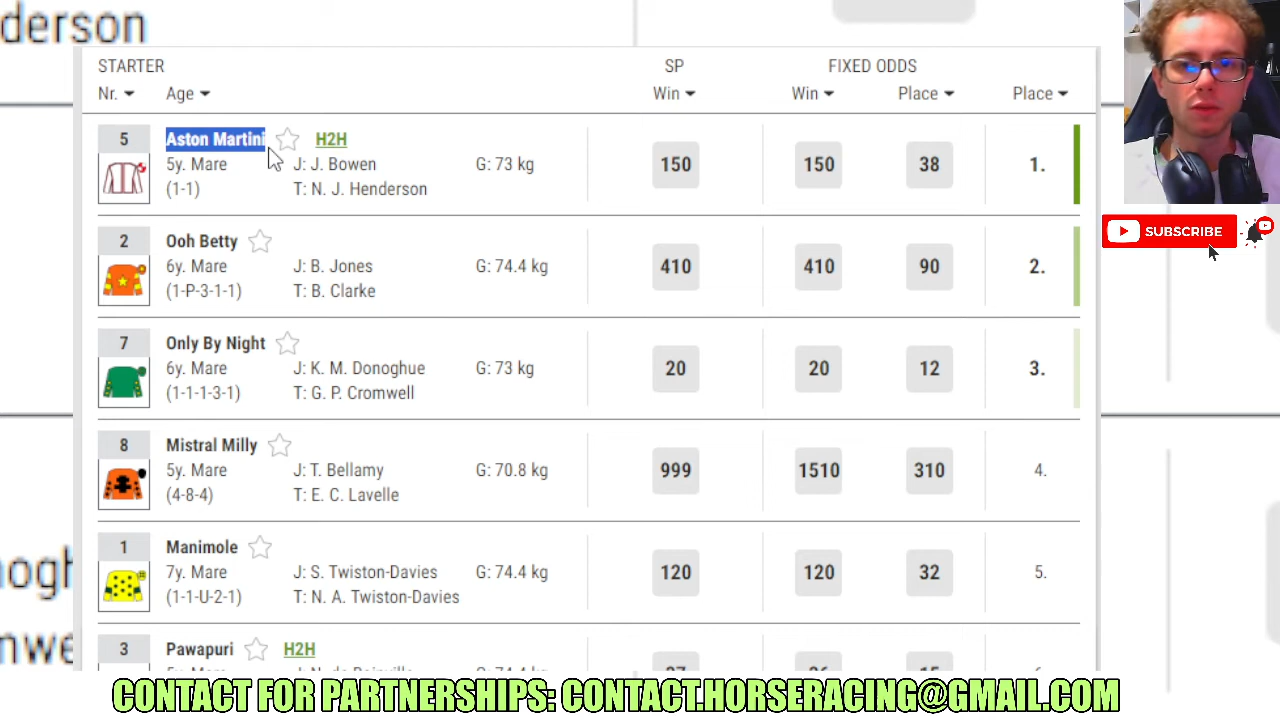 derson
STARTER SP FIXED ODDS
Nr. Age Win Win Place Place
5 Aston Martini H2H
5y. Mare J: J. Bowen G: 73 kg 150 150 38 1.
(1-1) T: N. J. Henderson
2 Ooh Betty
6y. Mare J: B. Jones G: 74.4 kg 410 410 90 2.
(1-P-3-1-1) T: B. Clarke
7 Only By Night
6y. Mare J: K. M. Donoghue G: 73 kg 20 20 12 3.
(1-1-1-3-1) T: G. P. Cromwell
8 Mistral Milly
5y. Mare J: T. Bellamy G: 70.8 kg 999 1510 310 4.
(4-8-4) T: E. C. Lavelle
1 Manimole
7y. Mare J: S. Twiston-Davies G: 74.4 kg 120 120 32 5.
(1-1-U-2-1) T: N. A. Twiston-Davies
3 Pawapuri H2H
SUBSCRIBE
CONTACT FOR PARTNERSHIPS: CONTACT.HORSERACING@GMAIL.COM